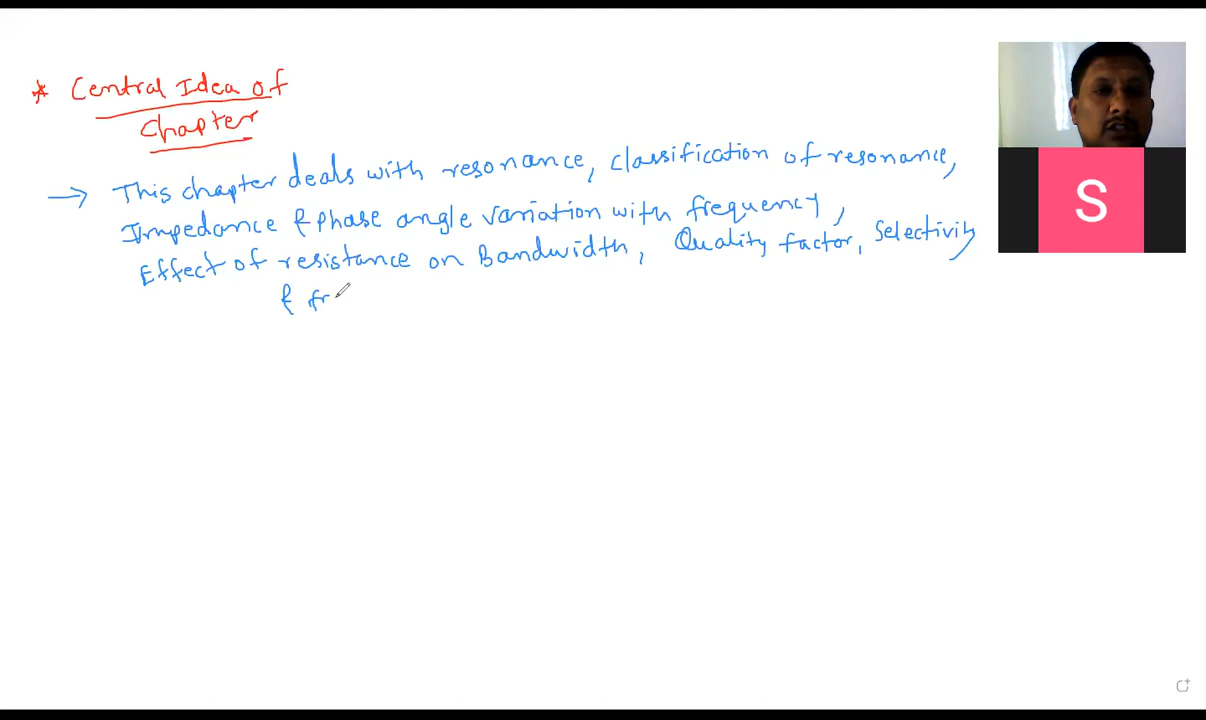 * Central Idea of
Chapter
→ This chapter deals with resonance, classification of resonance,
Impedance & phase angle variation with frequency,
Effect of resistance on Bandwidth, Quality factor, Selectivity
& fr
S